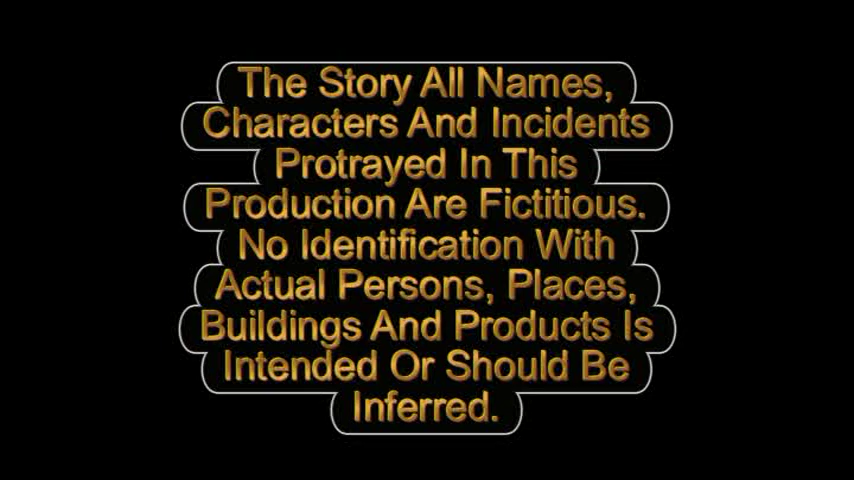 The Story All Names,
Characters And Incidents
Protrayed In This
Production Are Fictitious.
No Identification With
Actual Persons, Places,
Buildings And Products Is
Intended Or Should Be
Inferred.